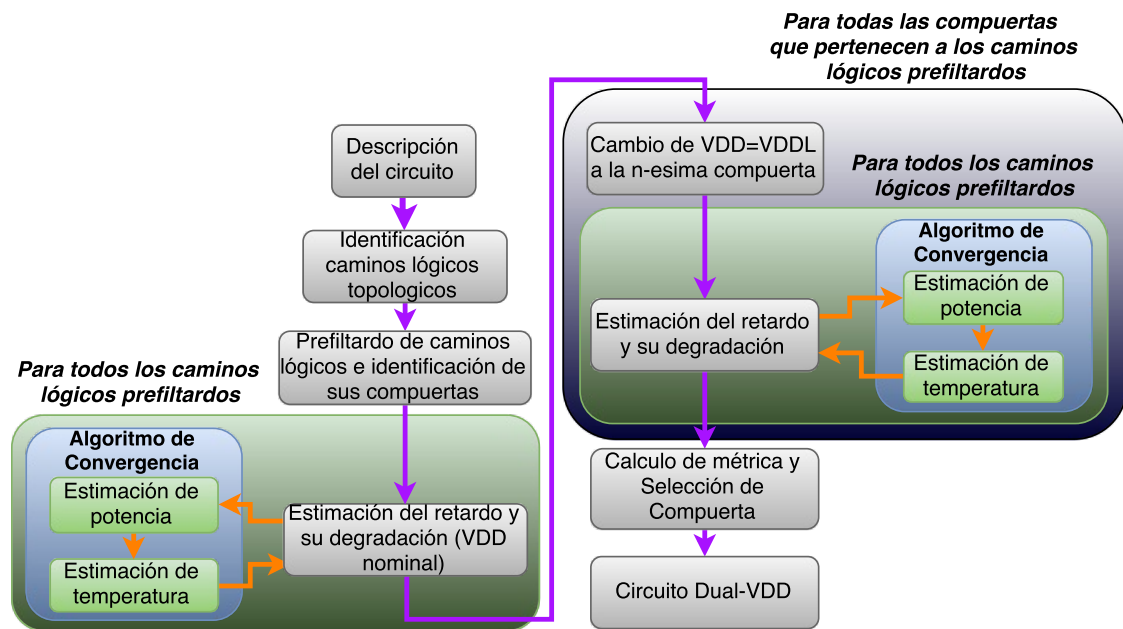 Descripción
del circuito
Identificación
caminos lógicos
topologicos
Prefiltardo de caminos
lógicos e identificación de
sus compuertas
Para todos los caminos
lógicos prefiltardos
Algoritmo de
Convergencia
Estimación de
potencia
Estimación de
temperatura
Estimación del retardo y
su degradación (VDD
nominal)
Para todas las compuertas
que pertenecen a los caminos
lógicos prefiltardos
Cambio de VDD=VDDL
a la n-esima compuerta
Para todos los caminos
lógicos prefiltardos
Algoritmo de
Convergencia
Estimación de
potencia
Estimación de
temperatura
Estimación del retardo
y su degradación
Calculo de métrica y
Selección de
Compuerta
Circuito Dual-VDD